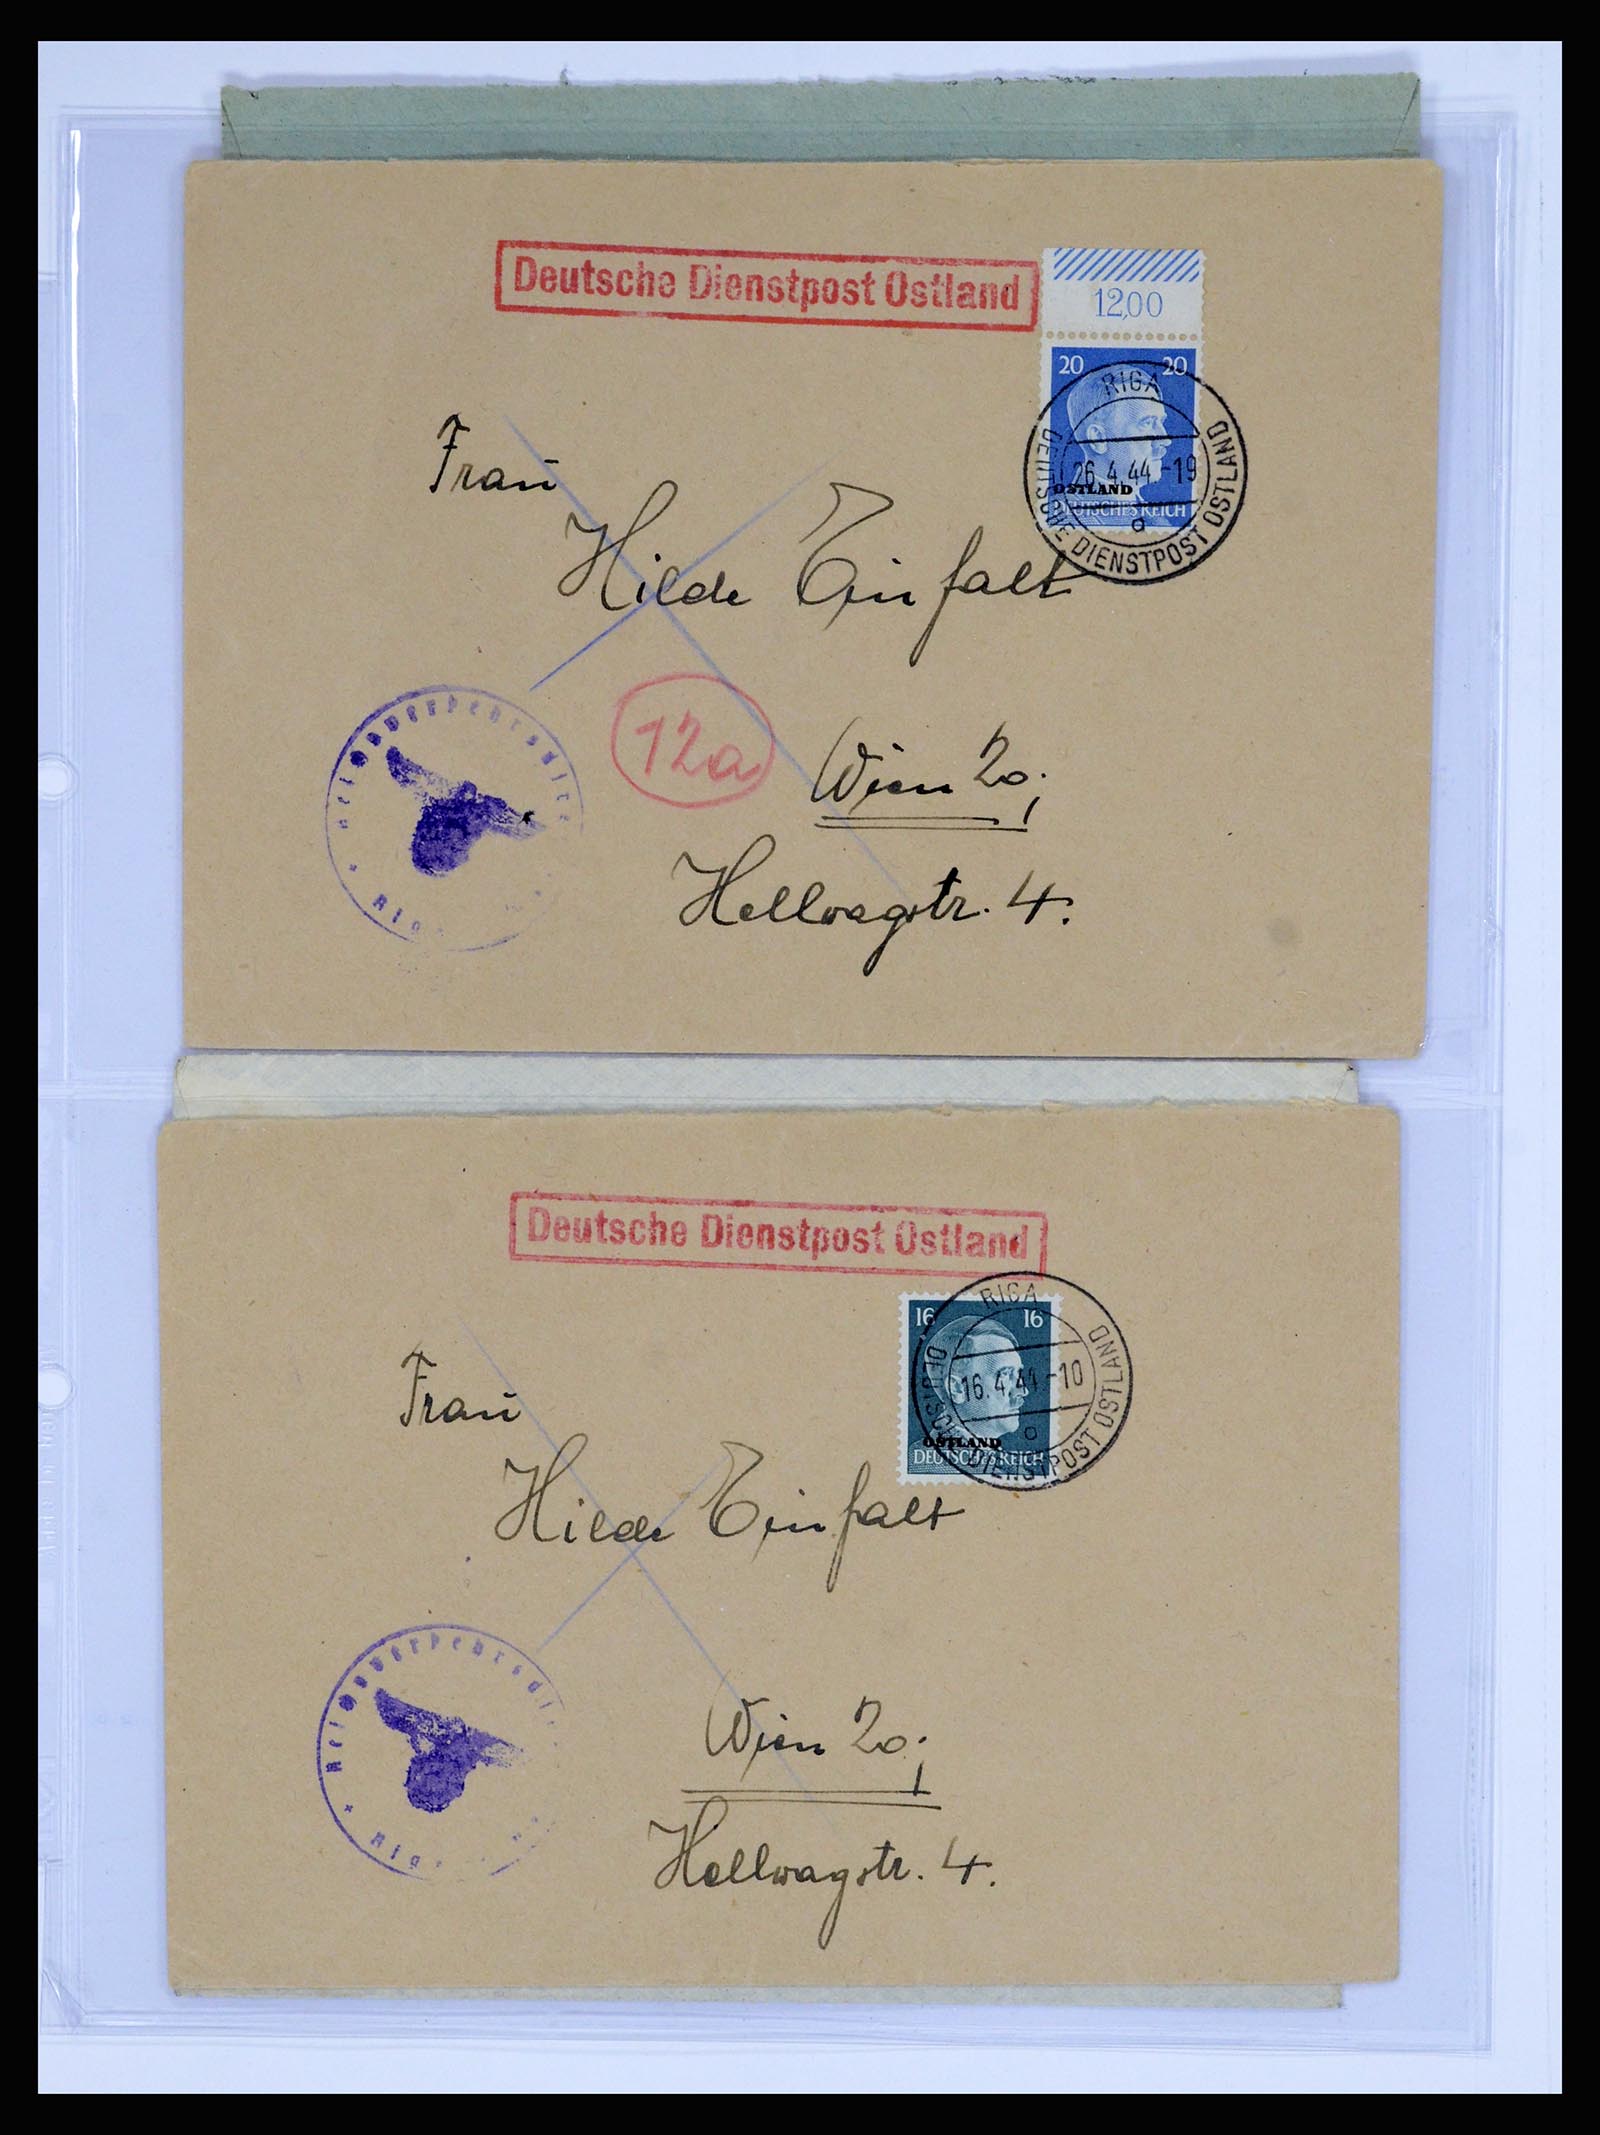 Deutsche Dienstpost Ostland
12,00
20 20
RIGA
26.4.44-19
a
DEUTSCHE DIENSTPOST OSTLAND
OSTLAND
DEUTSCHES REICH
Frau
Hilde Einfalt
12a
Wien 20;
Hellwagstr. 4.
Deutsche Dienstpost Ostland
16 16
RIGA
16.4.44-10
DEUTSCHE DIENSTPOST OSTLAND
OSTLAND
DEUTSCHES REICH
Frau
Hilde Einfalt
Wien 20;
Hellwagstr. 4.